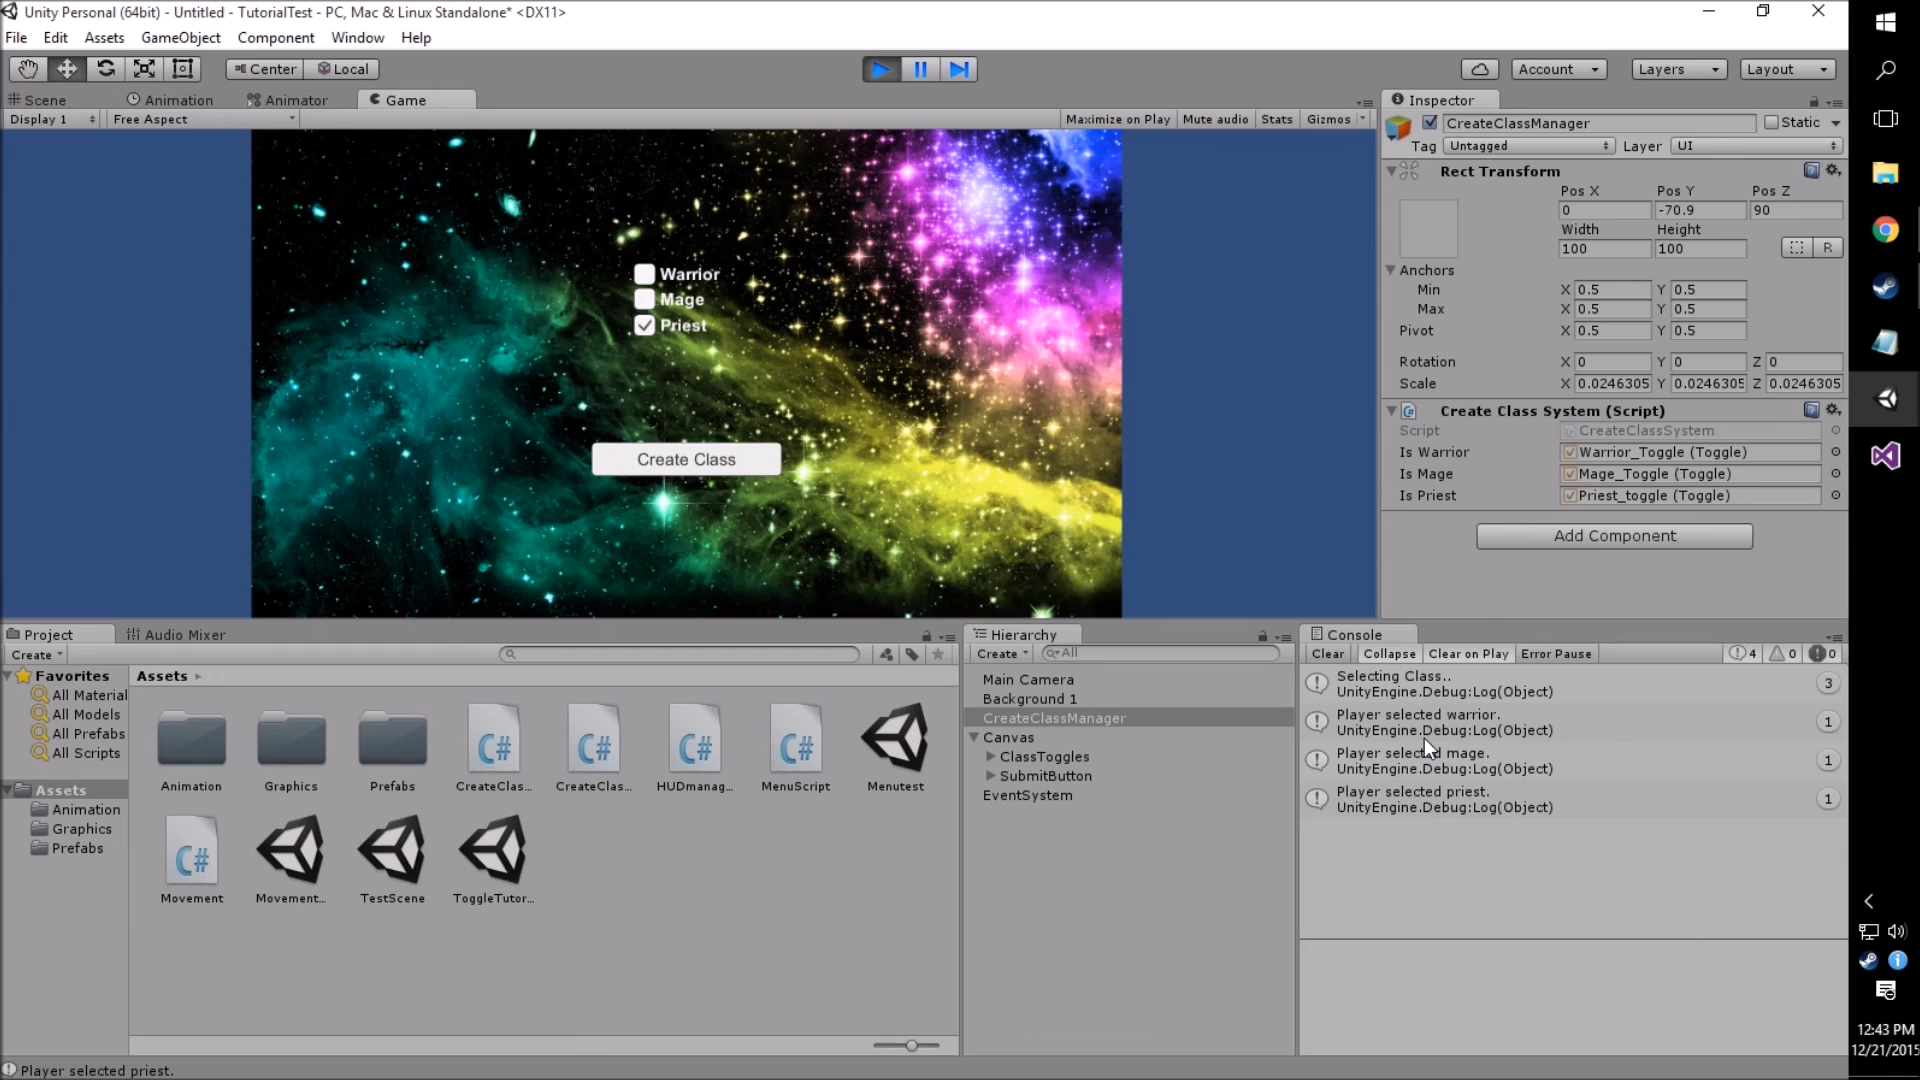 Unity Personal (64bit) - Untitled - TutorialTest - PC, Mac & Linux Standalone* <DX11>
File Edit Assets GameObject Component Window Help
Center Local
Account Layers Layout
Scene Animation Animator Game
Display 1 Free Aspect Maximize on Play Mute audio Stats Gizmos
Warrior
Mage
Priest
Create Class
Inspector
CreateClassManager Static
Tag Untagged Layer UI
Rect Transform
Pos X Pos Y Pos Z
0 -70.9 90
Width Height
100 100 R
Anchors
Min X 0.5 Y 0.5
Max X 0.5 Y 0.5
Pivot X 0.5 Y 0.5
Rotation X 0 Y 0 Z 0
Scale X 0.0246305 Y 0.0246305 Z 0.0246305
C# Create Class System (Script)
Script CreateClassSystem
Is Warrior Warrior_Toggle (Toggle)
Is Mage Mage_Toggle (Toggle)
Is Priest Priest_toggle (Toggle)
Add Component
Project Audio Mixer
Create
Favorites
All Material
All Models
All Prefabs
All Scripts
Assets
Animation
Graphics
Prefabs
Assets
C# C# C# C#
Animation Graphics Prefabs CreateClas... CreateClas... HUDmanag... MenuScript Menutest
C#
Movement Movement... TestScene ToggleTutor...
Hierarchy
Create All
Main Camera
Background 1
CreateClassManager
Canvas
ClassToggles
SubmitButton
EventSystem
Console
Clear Collapse Clear on Play Error Pause 4 0 0
Selecting Class..
UnityEngine.Debug:Log(Object) 3
Player selected warrior.
UnityEngine.Debug:Log(Object) 1
Player selected mage.
UnityEngine.Debug:Log(Object) 1
Player selected priest.
UnityEngine.Debug:Log(Object) 1
Player selected priest.
12:43 PM
12/21/2015